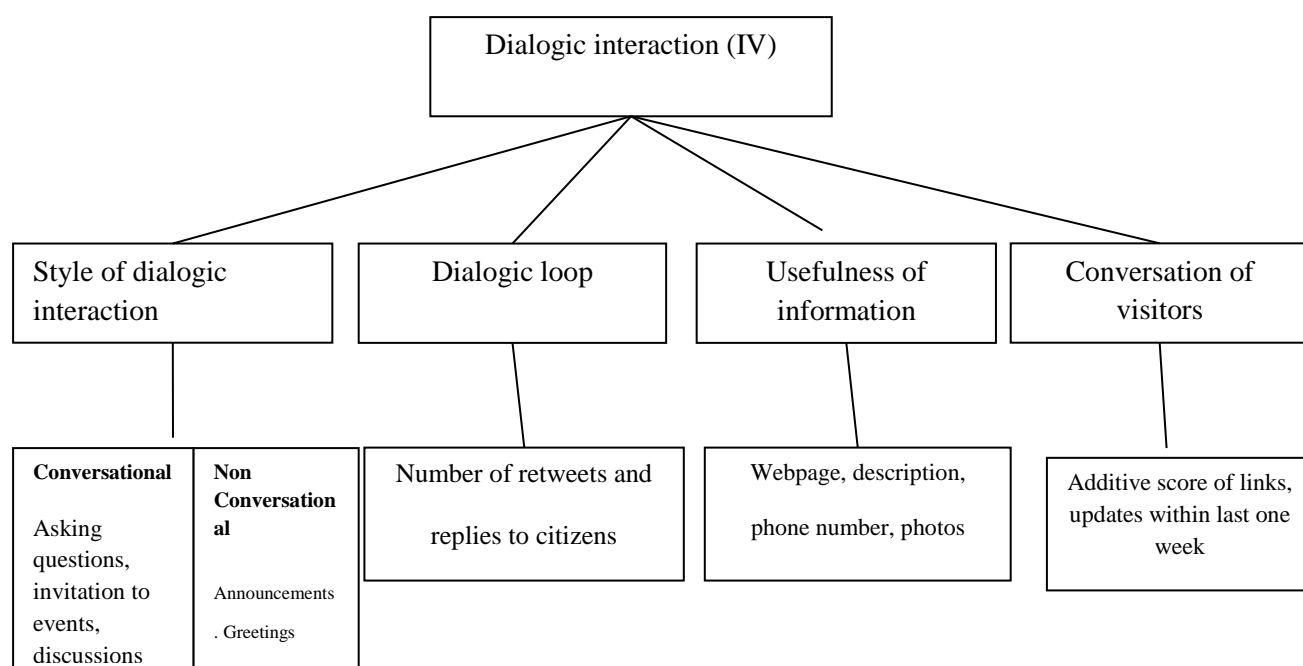 Dialogic interaction (IV)
Style of dialogic
interaction
Dialogic loop
Usefulness of
information
Conversation of
visitors
Conversational
Asking
questions,
invitation to
events,
discussions
Non
Conversation
al
Announcements
. Greetings
Number of retweets and
replies to citizens
Webpage, description,
phone number, photos
Additive score of links,
updates within last one
week